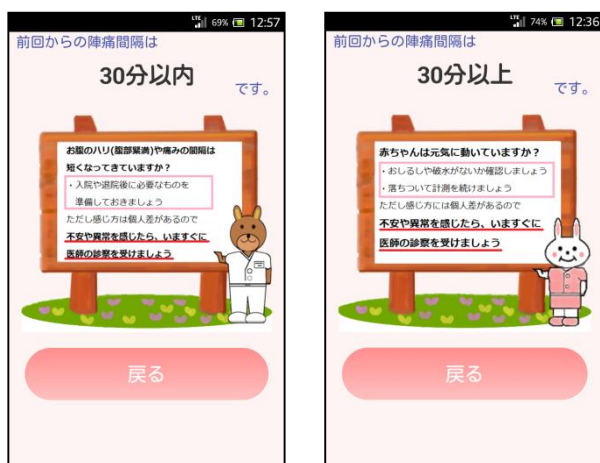 LTE 69% 12:57
前回からの陣痛間隔は
30分以内
です。
お腹のハリ(腹部緊満)や痛みの間隔は
短くなってきていますか？
・入院や退院後に必要なものを
準備しておきましょう
ただし感じ方は個人差があるので
不安や異常を感じたら、いますぐに
医師の診察を受けましょう
戻る
LTE 74% 12:36
前回からの陣痛間隔は
30分以上
です。
赤ちゃんは元気に動いていますか？
・おしるしや破水がないか確認しましょう
・落ちついて計測を続けましょう
ただし感じ方は個人差があるので
不安や異常を感じたら、いますぐに
医師の診察を受けましょう
戻る